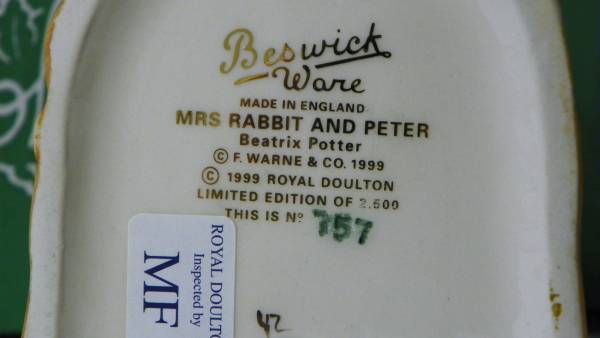 Beswick
Ware
MADE IN ENGLAND
MRS RABBIT AND PETER
Beatrix Potter
© F. WARNE & CO. 1999
© 1999 ROYAL DOULTON
LIMITED EDITION OF 2.500
THIS IS Nº 757
ROYAL DOULTO
Inspected by
MF
42